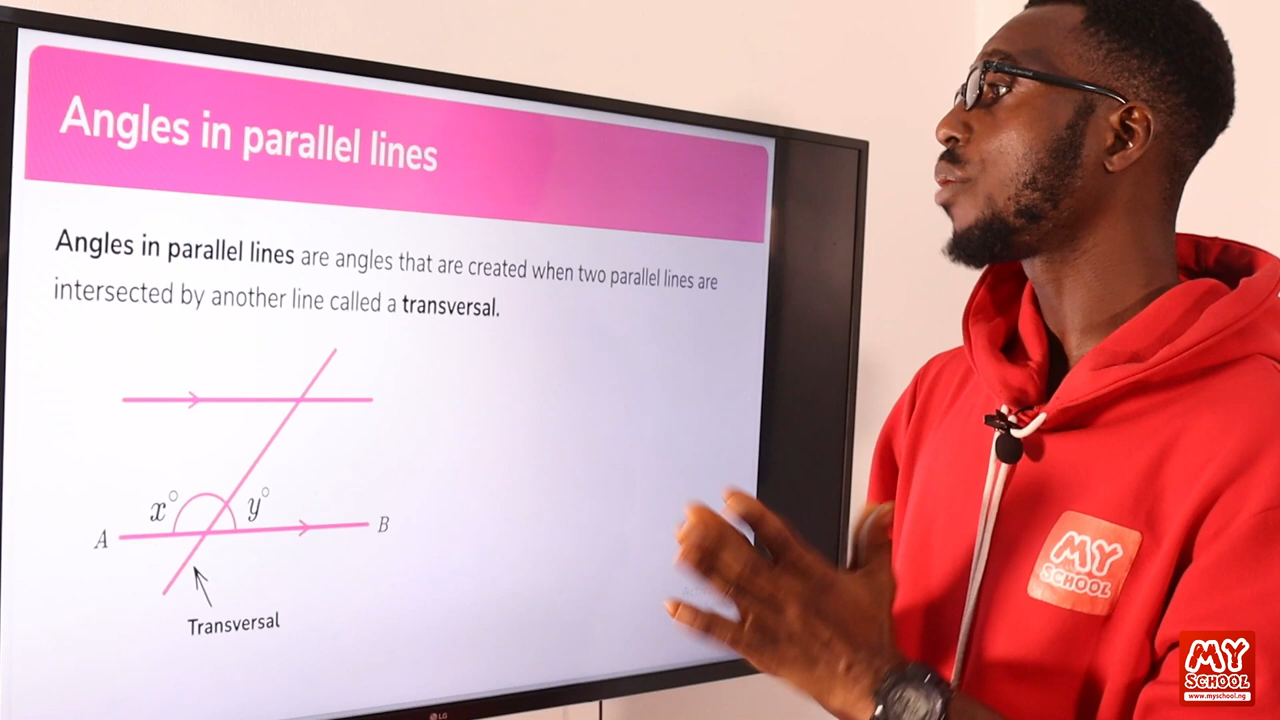 Angles in parallel lines
Angles in parallel lines are angles that are created when two parallel lines are
intersected by another line called a transversal.
x° y°
A B
Transversal
LG
MY
SCHOOL
MY
SCHOOL
www.myschool.ng